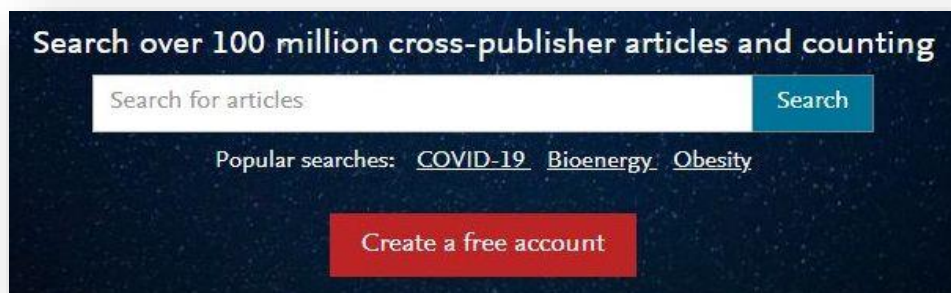 Search over 100 million cross-publisher articles and counting
Search for articles
Search
Popular searches: COVID-19 Bioenergy Obesity
Create a free account